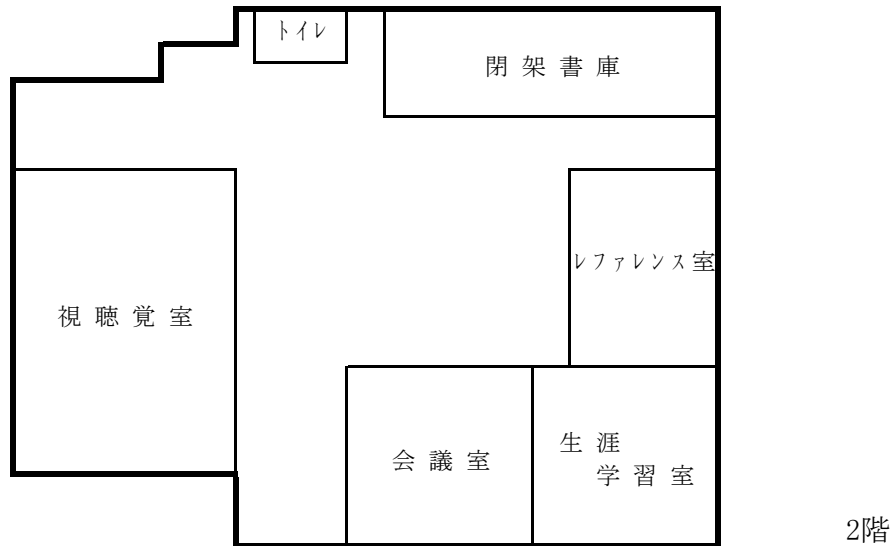 トイレ
閉架書庫
レファレンス室
視聴覚室
会議室
生涯
学習室
2階